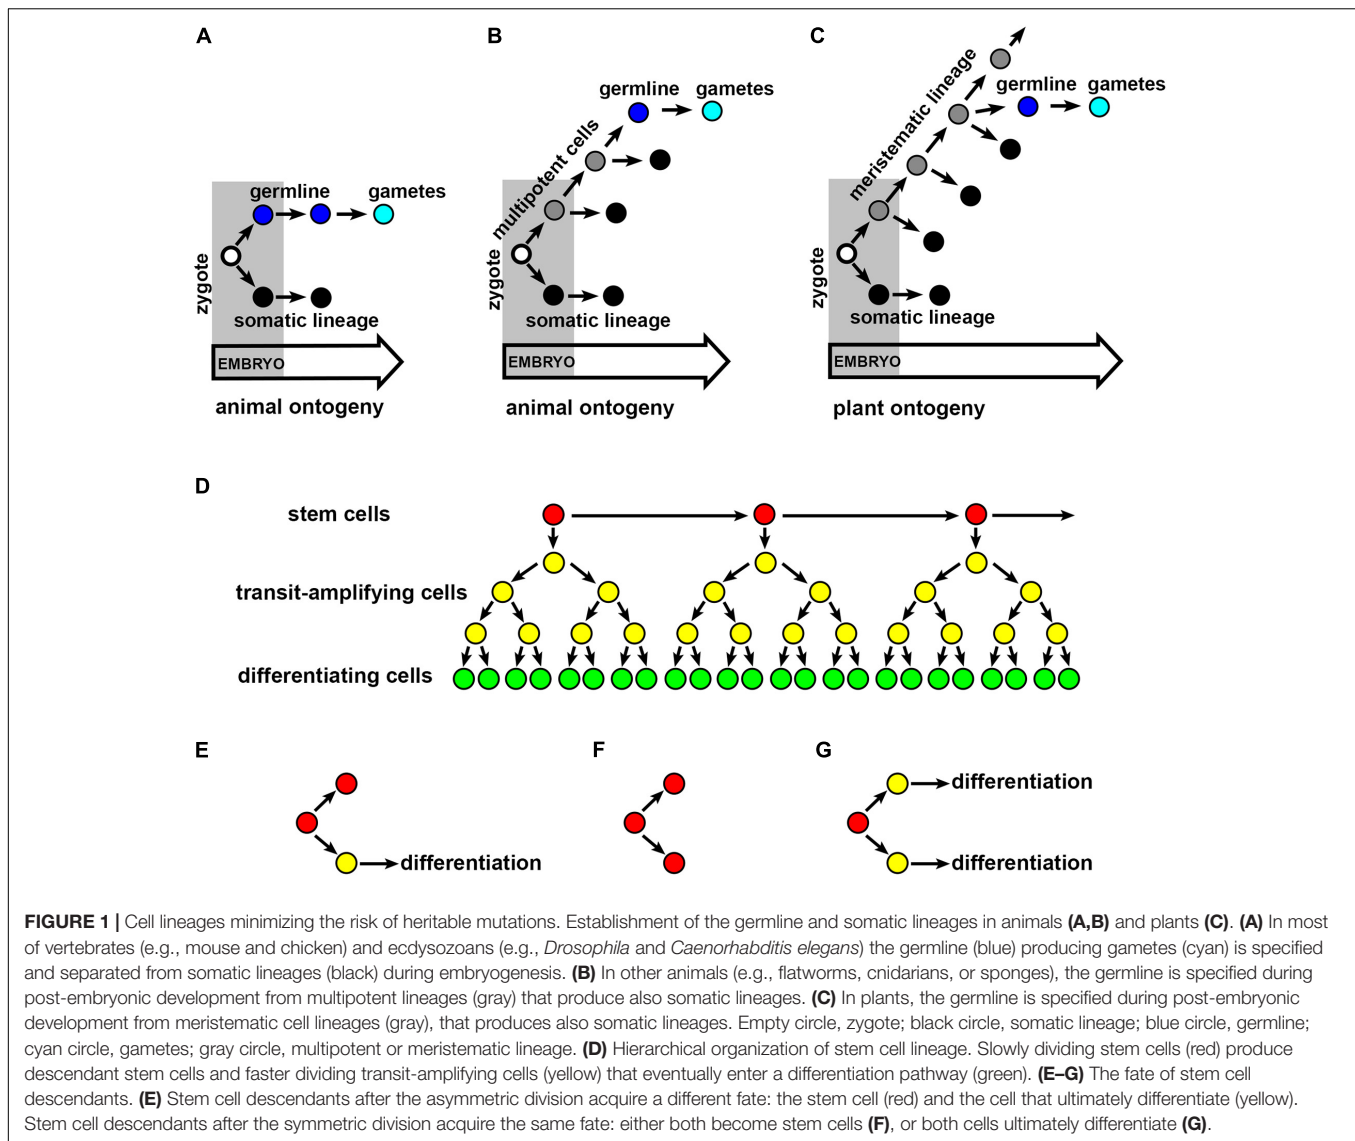 A
B
C
germline
gametes
zygote
somatic lineage
EMBRYO
animal ontogeny
germline
gametes
multipotent cells
zygote
somatic lineage
EMBRYO
animal ontogeny
meristematic lineage
germline
gametes
zygote
somatic lineage
EMBRYO
plant ontogeny
D
stem cells
transit-amplifying cells
differentiating cells
E
differentiation
F
G
differentiation
differentiation
FIGURE 1 | Cell lineages minimizing the risk of heritable mutations. Establishment of the germline and somatic lineages in animals (A,B) and plants (C). (A) In most
of vertebrates (e.g., mouse and chicken) and ecdysozoans (e.g., Drosophila and Caenorhabditis elegans) the germline (blue) producing gametes (cyan) is specified
and separated from somatic lineages (black) during embryogenesis. (B) In other animals (e.g., flatworms, cnidarians, or sponges), the germline is specified during
post-embryonic development from multipotent lineages (gray) that produce also somatic lineages. (C) In plants, the germline is specified during post-embryonic
development from meristematic cell lineages (gray), that produces also somatic lineages. Empty circle, zygote; black circle, somatic lineage; blue circle, germline;
cyan circle, gametes; gray circle, multipotent or meristematic lineage. (D) Hierarchical organization of stem cell lineage. Slowly dividing stem cells (red) produce
descendant stem cells and faster dividing transit-amplifying cells (yellow) that eventually enter a differentiation pathway (green). (E–G) The fate of stem cell
descendants. (E) Stem cell descendants after the asymmetric division acquire a different fate: the stem cell (red) and the cell that ultimately differentiate (yellow).
Stem cell descendants after the symmetric division acquire the same fate: either both become stem cells (F), or both cells ultimately differentiate (G).